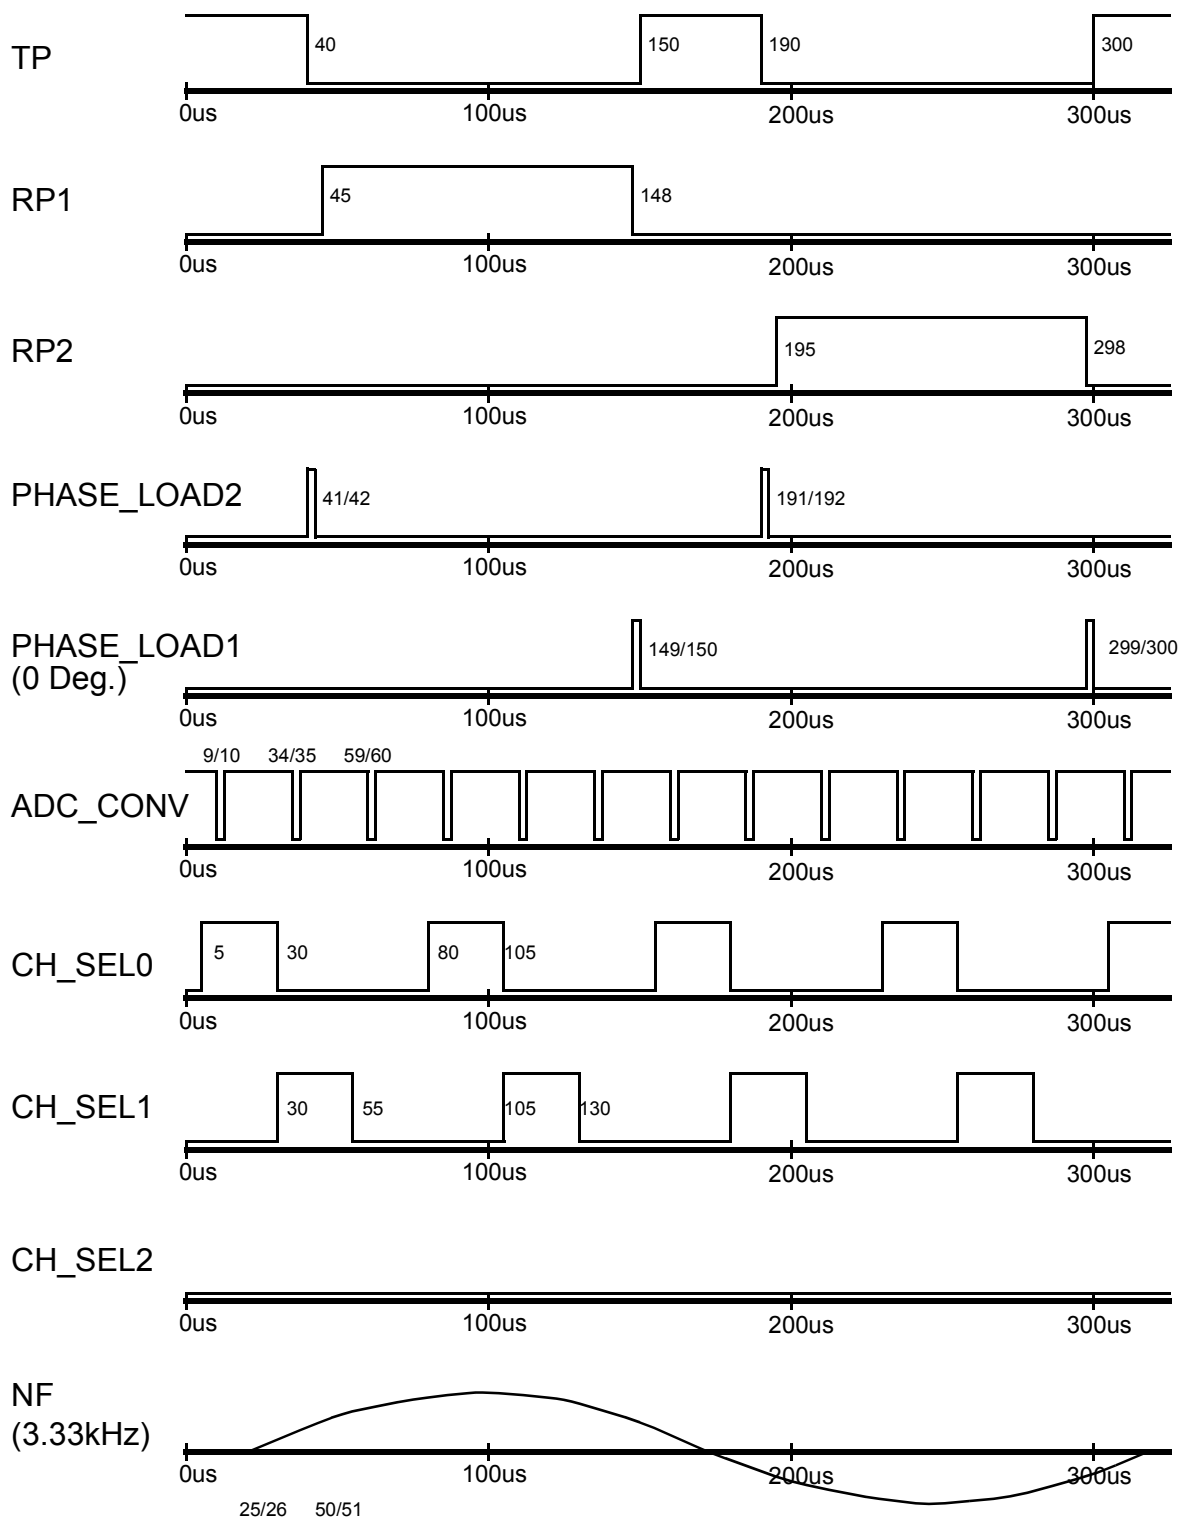 TP
40
150
190
300
0us
100us
200us
300us
RP1
45
148
0us
100us
200us
300us
RP2
195
298
0us
100us
200us
300us
PHASE_LOAD2
41/42
191/192
0us
100us
200us
300us
PHASE_LOAD1
(0 Deg.)
149/150
299/300
0us
100us
200us
300us
9/10
34/35
59/60
ADC_CONV
0us
100us
200us
300us
CH_SEL0
5
30
80
105
0us
100us
200us
300us
CH_SEL1
30
55
105
130
0us
100us
200us
300us
CH_SEL2
0us
100us
200us
300us
NF
(3.33kHz)
0us
100us
200us
300us
25/26
50/51